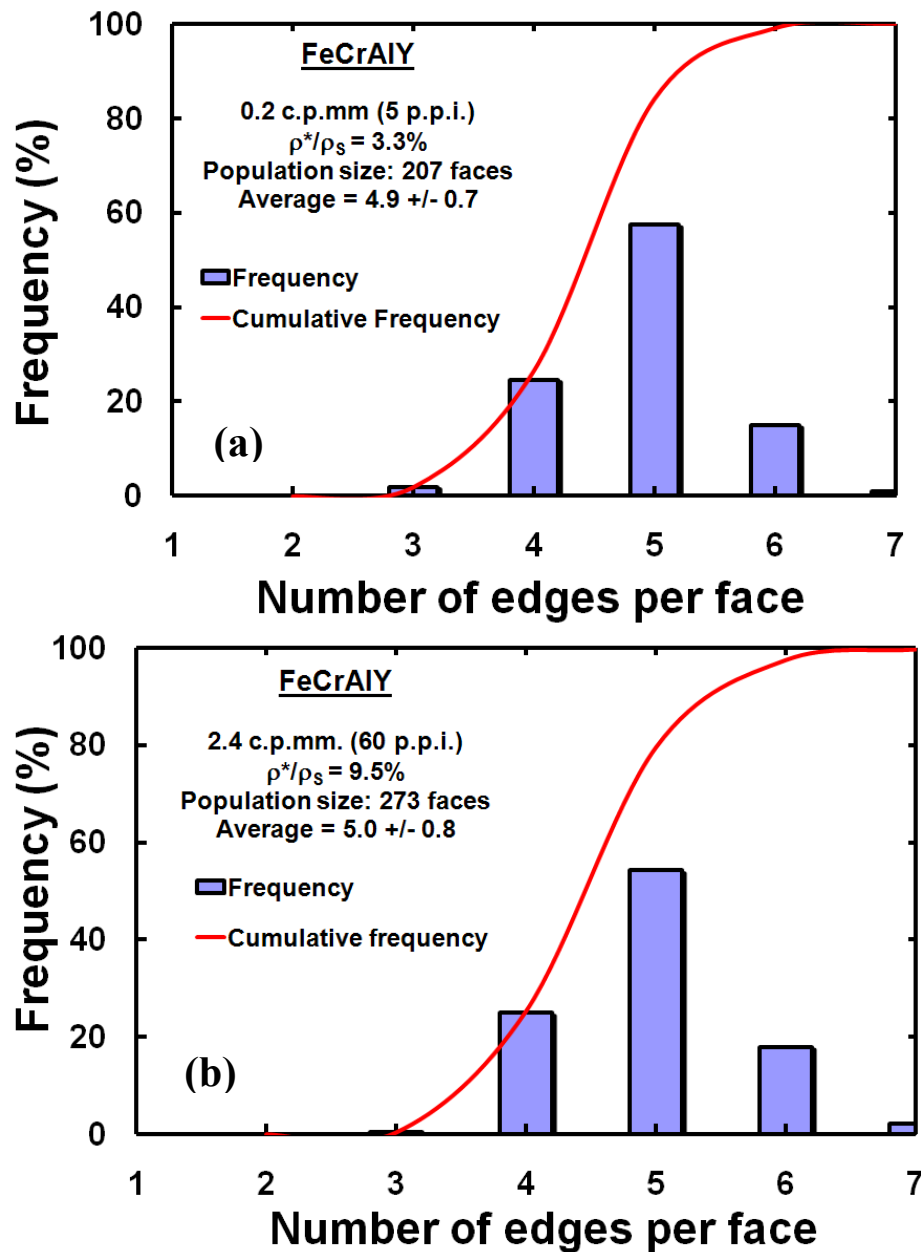 FeCrAlY
0.2 c.p.mm (5 p.p.i.)
ρ*/ρS = 3.3%
Population size: 207 faces
Average = 4.9 +/- 0.7
Frequency
Cumulative Frequency
(a)
Frequency (%)
100
80
60
40
20
0
1 2 3 4 5 6 7
Number of edges per face
FeCrAlY
2.4 c.p.mm. (60 p.p.i.)
ρ*/ρS = 9.5%
Population size: 273 faces
Average = 5.0 +/- 0.8
Frequency
Cumulative frequency
(b)
Frequency (%)
100
80
60
40
20
0
1 2 3 4 5 6 7
Number of edges per face